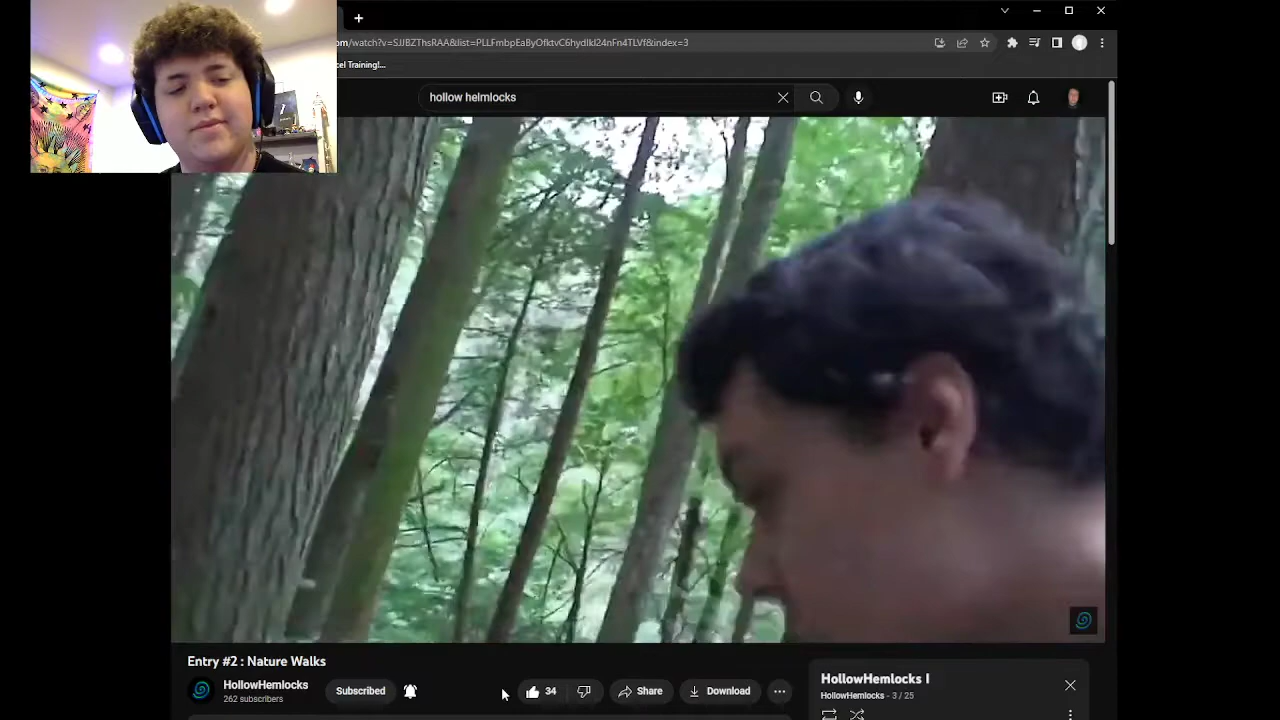 om/watch?v=SJJBZThsRAA&list=PLLFmbpEaByOfktvC6hydIkI24nFn4TLVf&index=3
cel Training!...
hollow helmlocks
Entry #2 : Nature Walks
HollowHemlocks
262 subscribers
Subscribed
34
Share
Download
HollowHemlocks I
HollowHemlocks - 3 / 25